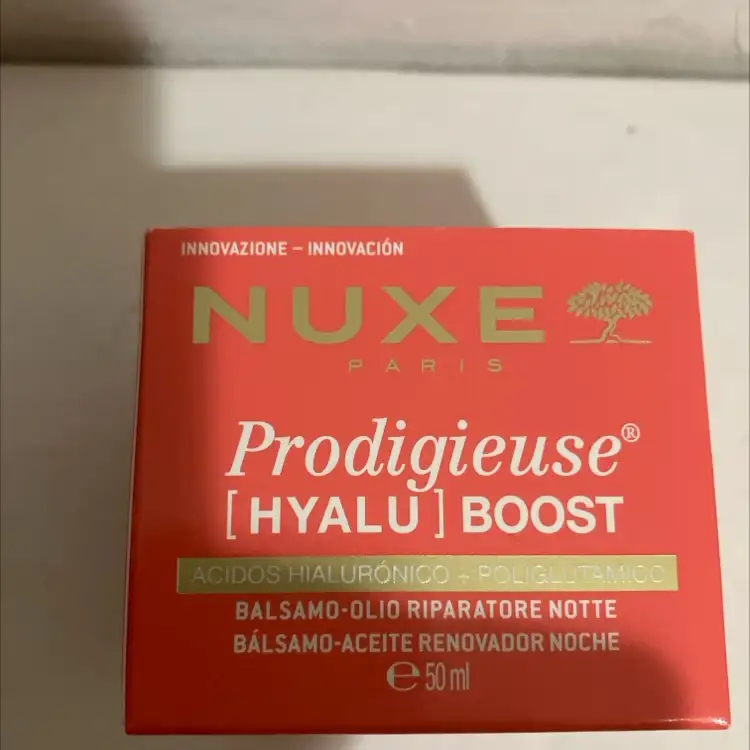 INNOVAZIONE – INNOVACIÓN
NUXE
PARIS
Prodigieuse®
[HYALU] BOOST
ACIDOS HIALURÓNICO + POLIGLUTAMICO
BALSAMO-OLIO RIPARATORE NOTTE
BÁLSAMO-ACEITE RENOVADOR NOCHE
℮ 50 ml